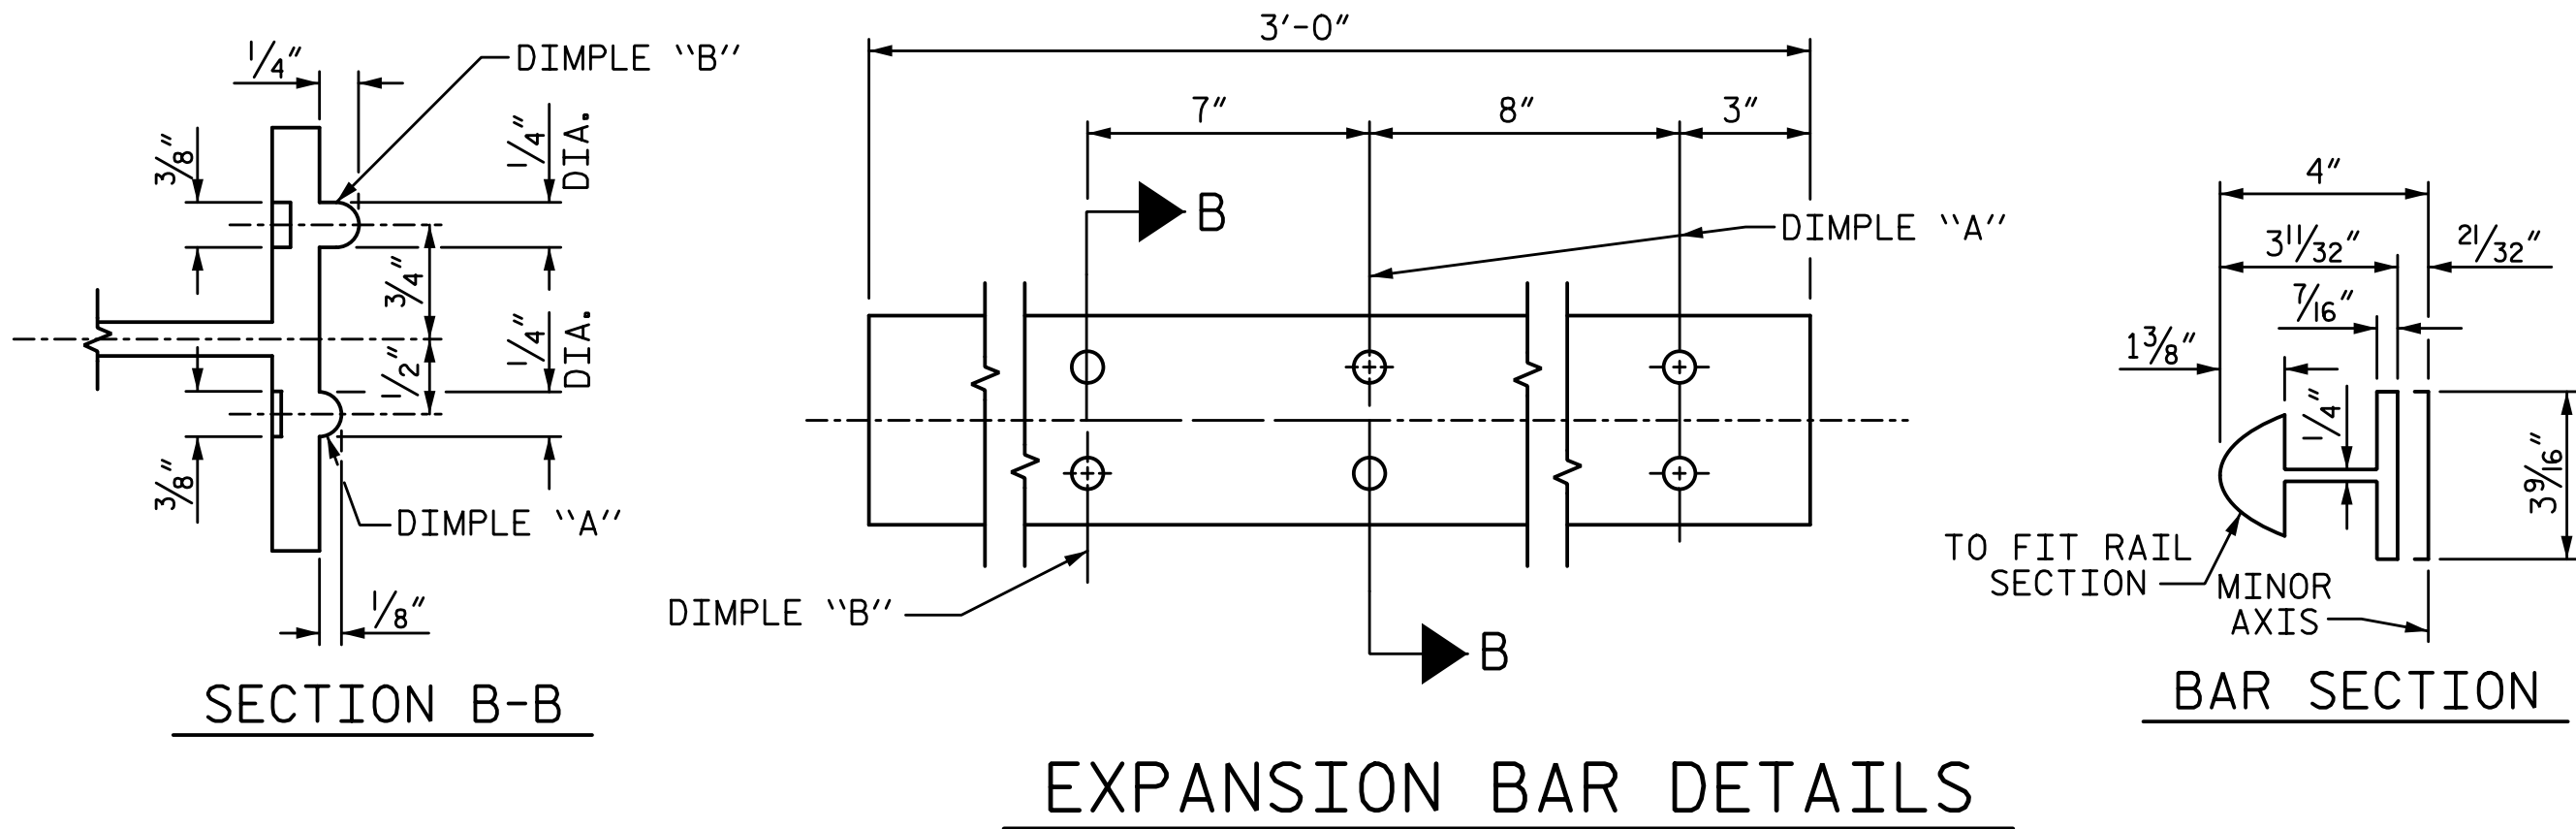 1/4"
DIMPLE "B"
3/8"
1/4"
DIA.
3/4"
1/2"
1/4"
DIA.
3/8"
DIMPLE "A"
1/8"
SECTION B-B
3'-0"
7"
8"
3"
B
DIMPLE "A"
DIMPLE "B"
B
EXPANSION BAR DETAILS
4"
3 11/32"
21/32"
7/16"
1 3/8"
1/4"
3 9/16"
TO FIT RAIL
SECTION
MINOR
AXIS
BAR SECTION